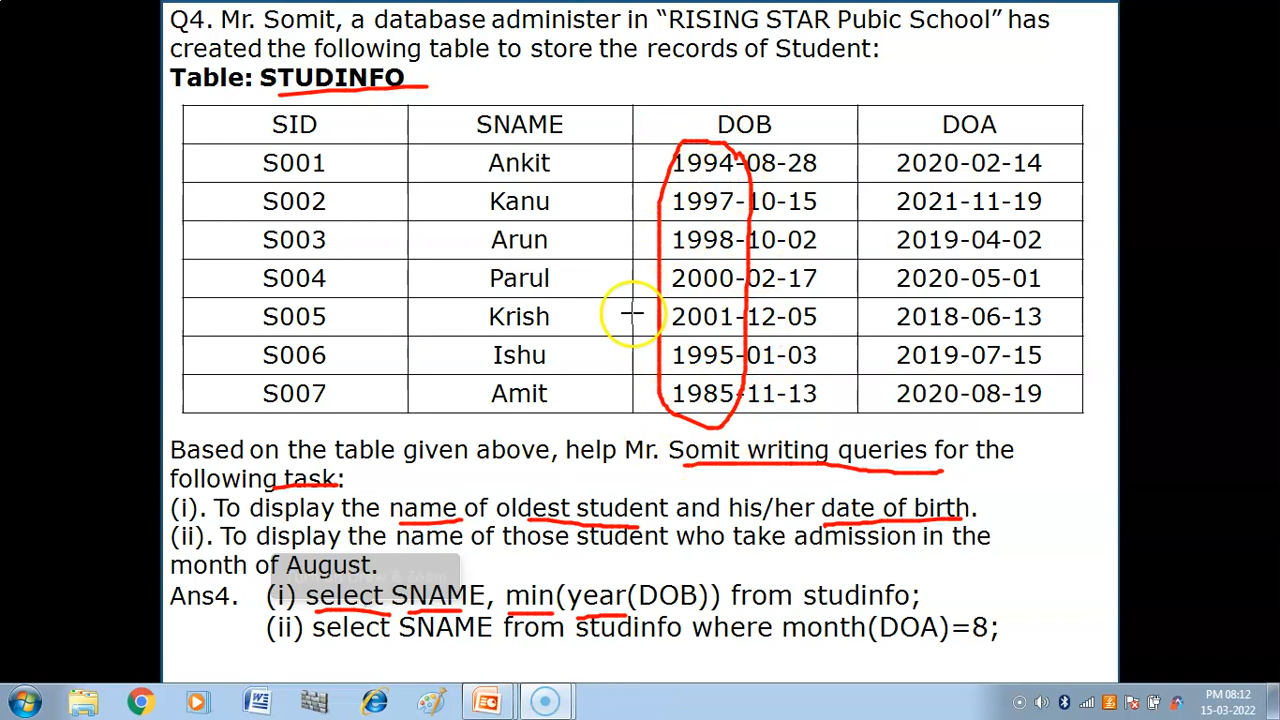 Q4. Mr. Somit, a database administer in “RISING STAR Pubic School” has
created the following table to store the records of Student:
Table: STUDINFO
SID SNAME DOB DOA
S001 Ankit 1994-08-28 2020-02-14
S002 Kanu 1997-10-15 2021-11-19
S003 Arun 1998-10-02 2019-04-02
S004 Parul 2000-02-17 2020-05-01
S005 Krish 2001-12-05 2018-06-13
S006 Ishu 1995-01-03 2019-07-15
S007 Amit 1985-11-13 2020-08-19
Based on the table given above, help Mr. Somit writing queries for the
following task:
(i). To display the name of oldest student and his/her date of birth.
(ii). To display the name of those student who take admission in the
month of August.
Ans4. (i) select SNAME, min(year(DOB)) from studinfo;
(ii) select SNAME from studinfo where month(DOA)=8;
PM 08:12
15-03-2022